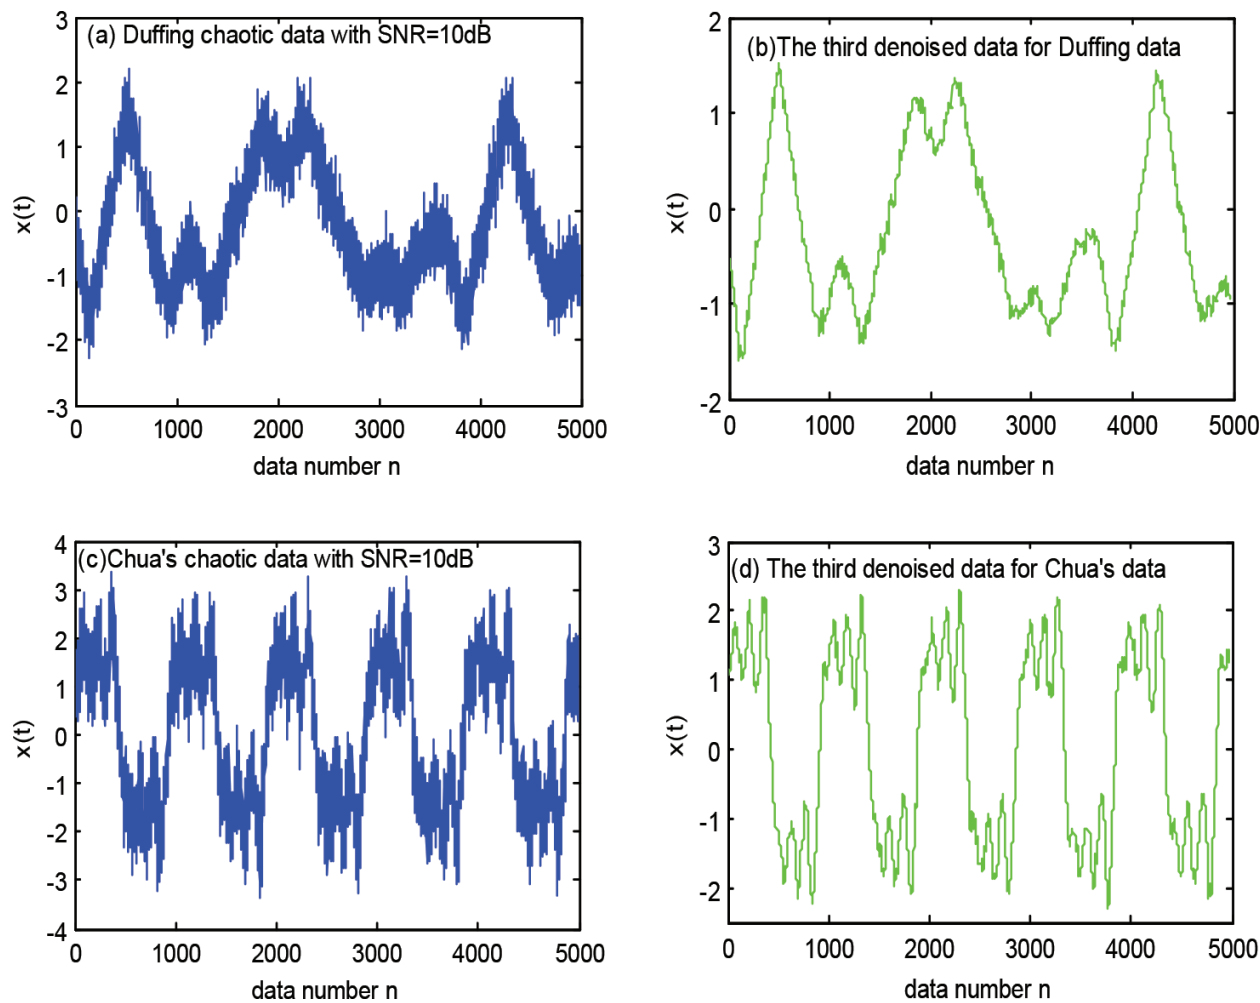 (a) Duffing chaotic data with SNR=10dB
3
2
1
0
-1
-2
-3
x(t)
0 1000 2000 3000 4000 5000
data number n
(b)The third denoised data for Duffing data
2
1
0
-1
-2
x(t)
0 1000 2000 3000 4000 5000
data number n
(c)Chua's chaotic data with SNR=10dB
4
3
2
1
0
-1
-2
-3
-4
x(t)
0 1000 2000 3000 4000 5000
data number n
(d) The third denoised data for Chua's data
3
2
1
0
-1
-2
x(t)
0 1000 2000 3000 4000 5000
data number n